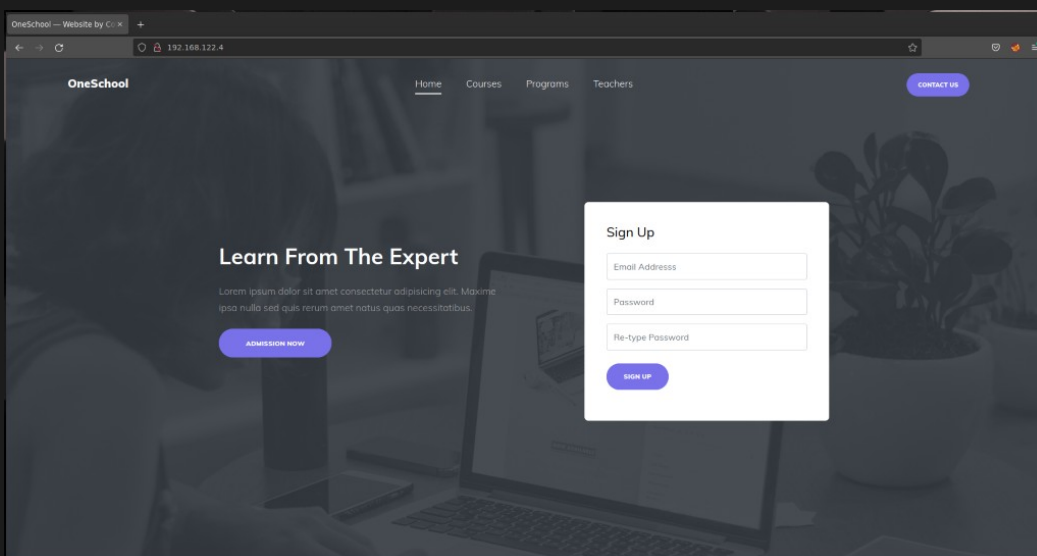 OneSchool — Website by Co
192.168.122.4
OneSchool
Home Courses Programs Teachers
CONTACT US
Learn From The Expert
Lorem ipsum dolor sit amet consectetur adipisicing elit. Maxime
ipsa nulla sed quis rerum amet natus quas necessitatibus.
ADMISSION NOW
Sign Up
Email Addresss
Password
Re-type Password
SIGN UP